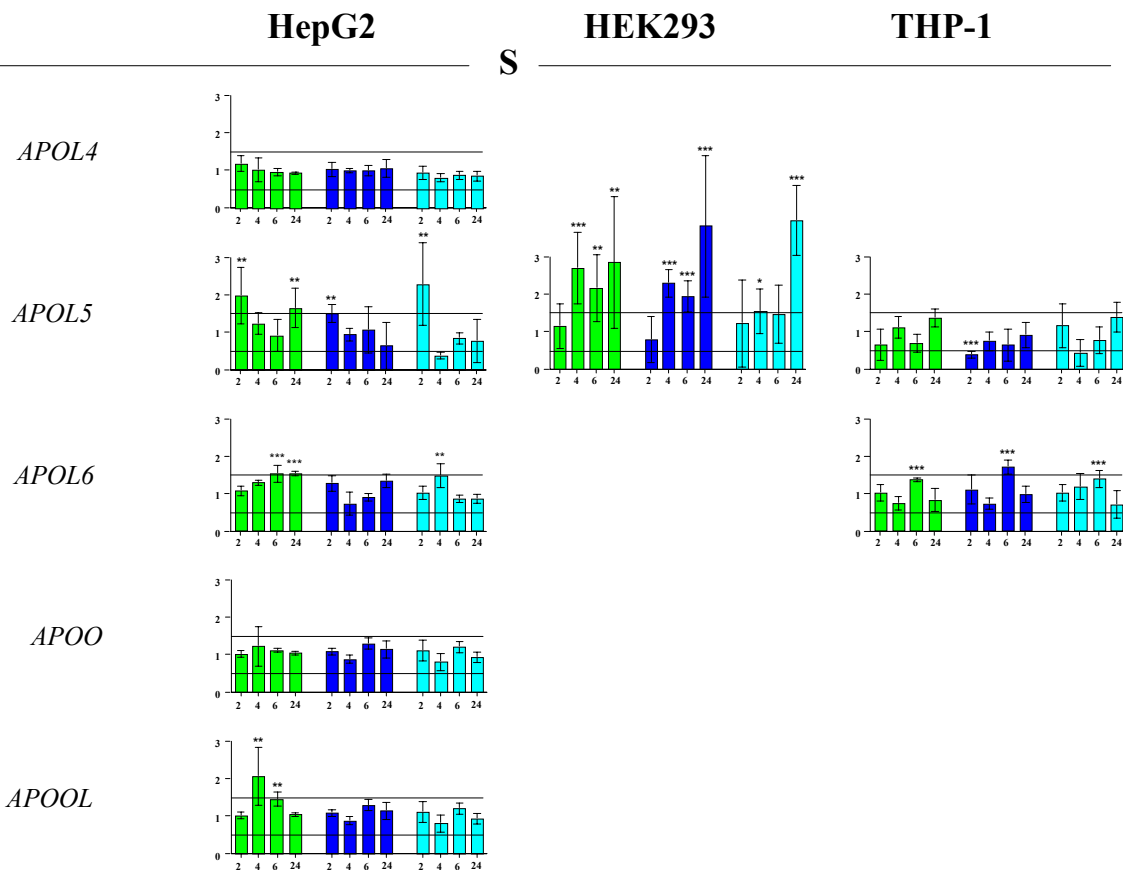 HepG2 HEK293 THP-1
S
APOL4
3
2
1
0
2 4 6 24 2 4 6 24 2 4 6 24
*** ***
*** ** ** *** ***
APOL5
3 3 3
2 2 2
1 1 1
0 0 0
** ** ** ** * ***
2 4 6 24 2 4 6 24 2 4 6 24 2 4 6 24 2 4 6 24 2 4 6 24 2 4 6 24 2 4 6 24 2 4 6 24
APOL6
3 3
2 2
1 1
0 0
*** *** ** *** *** ***
2 4 6 24 2 4 6 24 2 4 6 24 2 4 6 24 2 4 6 24 2 4 6 24
APOO
3
2
1
0
2 4 6 24 2 4 6 24 2 4 6 24
APOOL
3
2
1
0
** **
2 4 6 24 2 4 6 24 2 4 6 24